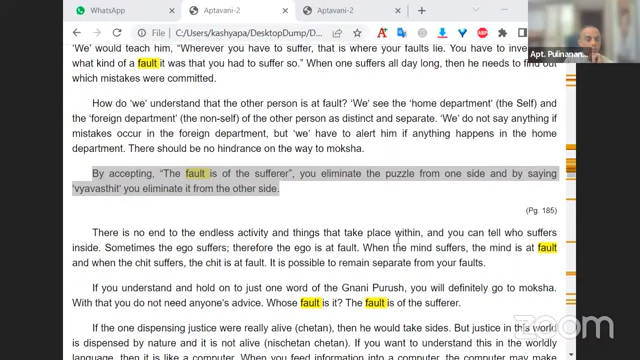 WhatsApp
Aptavani-2
Aptavani-2
File
C:/Users/kashyapa/DesktopDump/D...
Apt. Pulinanan...
'We' would teach him, "Wherever you have to suffer, that is where your faults lie. You have to inve
what kind of a fault it was that you had to suffer so." When one suffers all day long, then he needs to find out
which mistakes were committed.
How do 'we' understand that the other person is at fault? 'We' see the 'home department' (the Self) and
the 'foreign department' (the non-self) of the other person as distinct and separate. 'We do not say anything if
mistakes occur in the foreign department, but 'we' have to alert him if anything happens in the home
department. There should be no hindrance on the way to moksha.
By accepting, "The fault is of the sufferer", you eliminate the puzzle from one side and by saying
'vyavasthit' you eliminate it from the other side.
(Pg. 185)
There is no end to the endless activity and things that take place within, and you can tell who suffers
inside. Sometimes the ego suffers; therefore the ego is at fault. When the mind suffers, the mind is at fault
and when the chit suffers, the chit is at fault. It is possible to remain separate from your faults.
If you understand and hold on to just one word of the Gnani Purush, you will definitely go to moksha.
With that you do not need anyone's advice. Whose fault is it? The fault is of the sufferer.
If the one dispensing justice were really alive (chetan), then he would take sides. But justice in this world
is dispensed by nature and it is not alive (nischetan chetan). If you want to understand this in the worldly
language, then it is like a computer. When you feed information into a computer, the computer may make
zoom